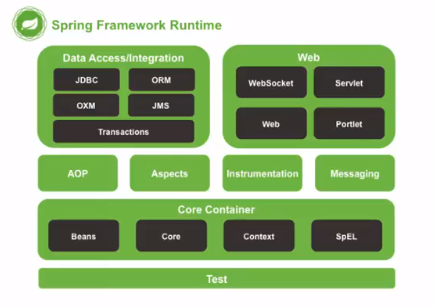 Spring Framework Runtime
Data Access/Integration
JDBC
ORM
OXM
JMS
Transactions
Web
WebSocket
Servlet
Web
Portlet
AOP
Aspects
Instrumentation
Messaging
Core Container
Beans
Core
Context
SpEL
Test